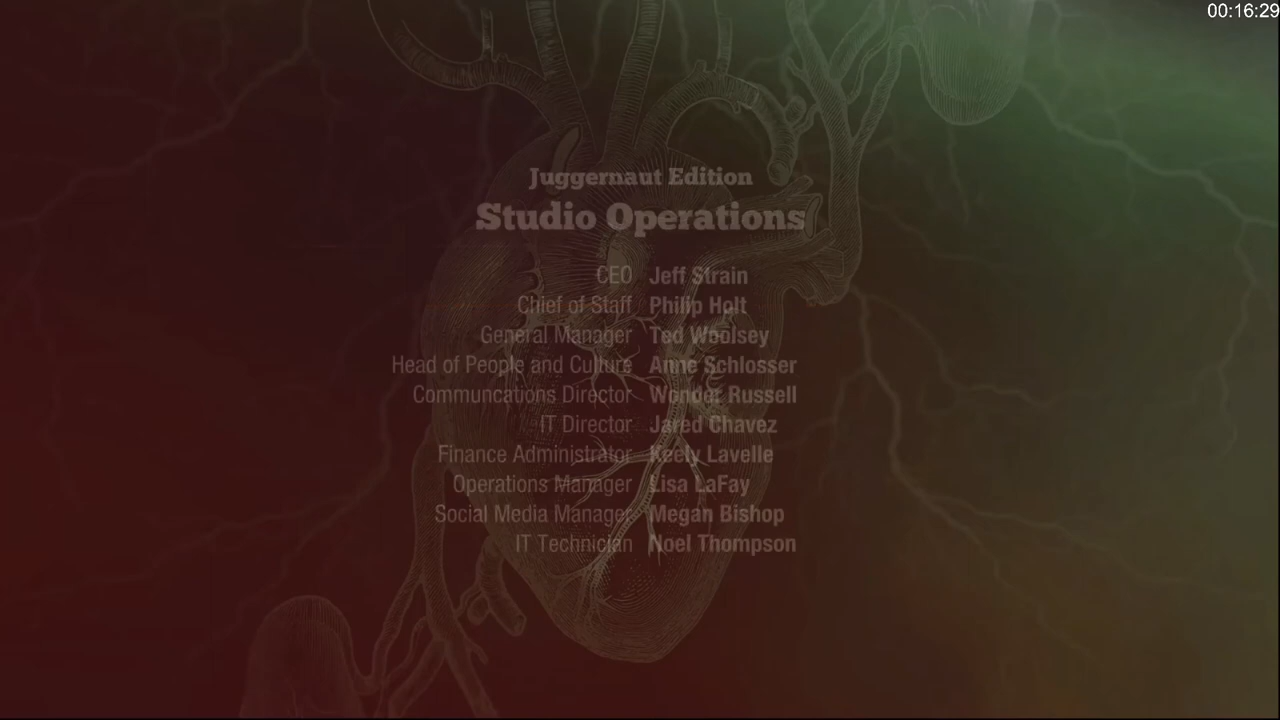 00:16:29
Juggernaut Edition
Studio Operations
CEO Jeff Strain
Chief of Staff Philip Holt
General Manager Ted Woolsey
Head of People and Culture Anne Schlosser
Communcations Director Wonder Russell
IT Director Jared Chavez
Finance Administrator Keely Lavelle
Operations Manager Lisa LaFay
Social Media Manager Megan Bishop
IT Technician Noel Thompson